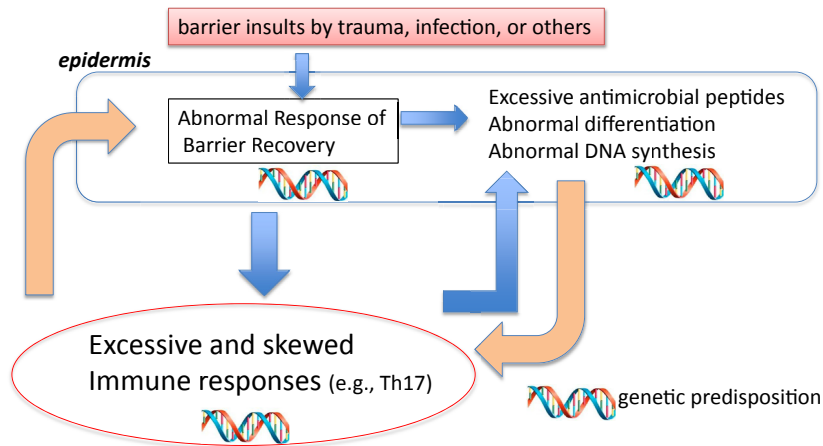 barrier insults by trauma, infection, or others
epidermis
Abnormal Response of
Barrier Recovery
Excessive antimicrobial peptides
Abnormal differentiation
Abnormal DNA synthesis
Excessive and skewed
Immune responses (e.g., Th17)
genetic predisposition